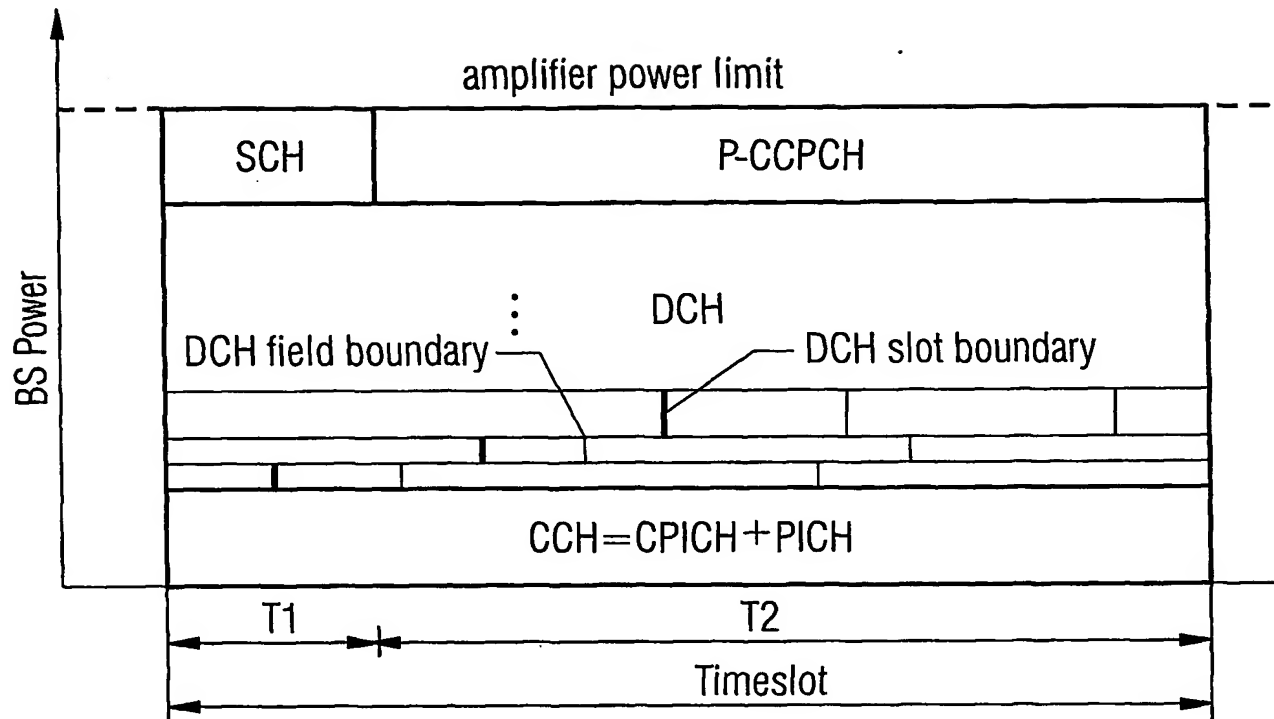 amplifier power limit
SCH
P-CCPCH
BS Power
DCH
DCH field boundary
DCH slot boundary
CCH=CPICH+PICH
T1
T2
Timeslot